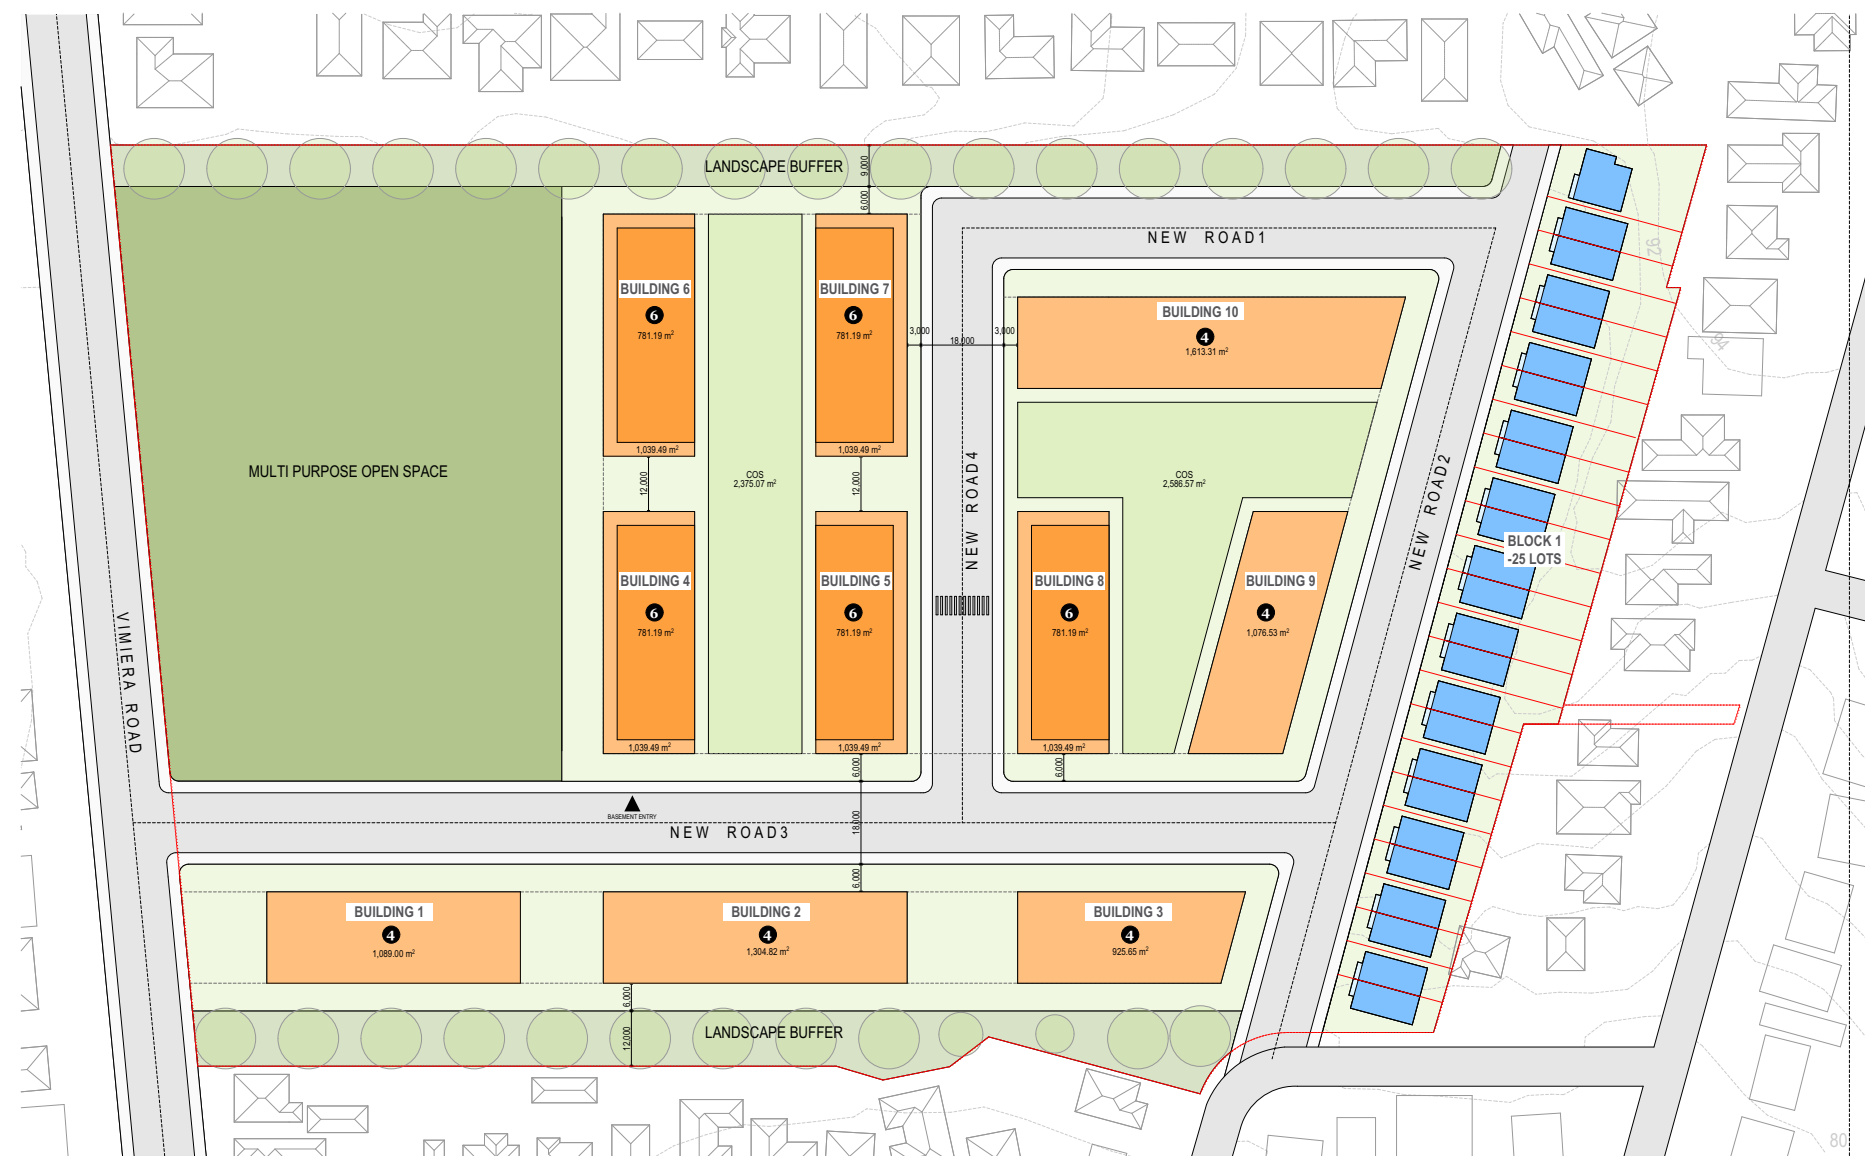 LANDSCAPE BUFFER
9,000
6,000
NEW ROAD1
92
BUILDING 6
6
781.19 m²
1,039.49 m²
BUILDING 7
6
781.19 m²
1,039.49 m²
3,000
18,000
3,000
BUILDING 10
4
1,613.31 m²
94
MULTI PURPOSE OPEN SPACE
12,000
COS
2,375.07 m²
12,000
NEW ROAD4
COS
2,586.57 m²
NEW ROAD2
BLOCK 1
-25 LOTS
BUILDING 4
6
781.19 m²
1,039.49 m²
BUILDING 5
6
781.19 m²
1,039.49 m²
BUILDING 8
6
781.19 m²
1,039.49 m²
BUILDING 9
4
1,076.53 m²
VIMIERA ROAD
6,000
6,000
BASEMENT ENTRY
NEW ROAD3
18,000
6,000
BUILDING 1
4
1,089.00 m²
BUILDING 2
4
1,304.82 m²
BUILDING 3
4
925.65 m²
6,000
12,000
LANDSCAPE BUFFER
80